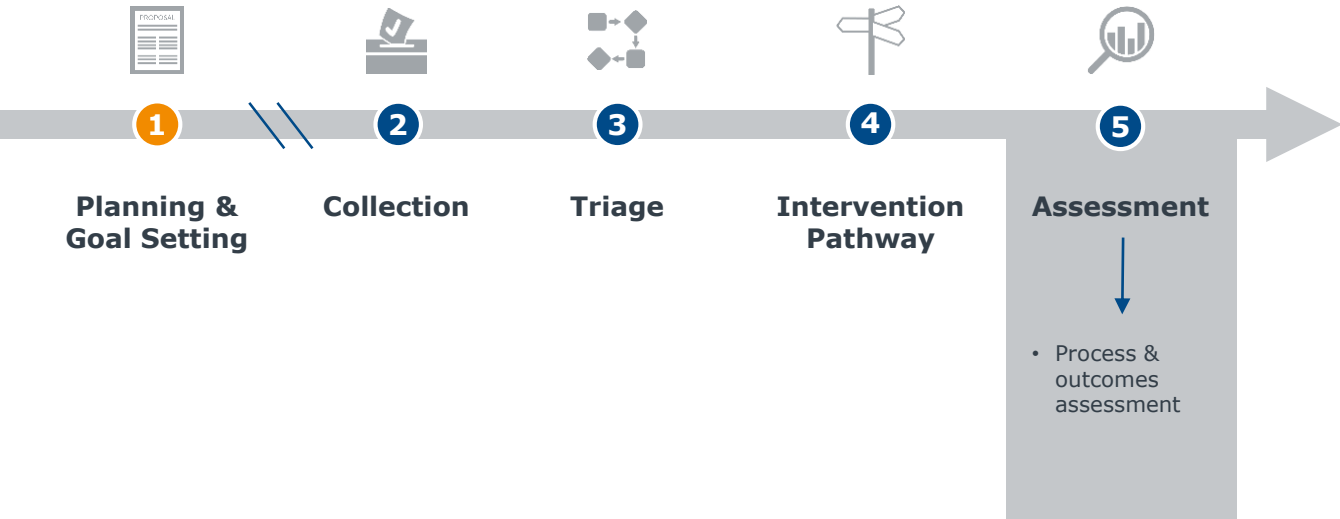 PROPOSAL
1
2
3
4
5
Planning &
Goal Setting
Collection
Triage
Intervention
Pathway
Assessment
• Process &
outcomes
assessment